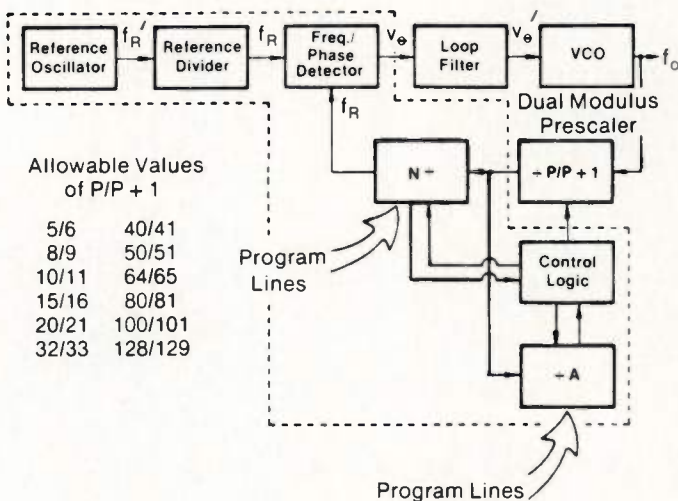 Reference Oscillator
f_R'
Reference Divider
f_R
Freq./ Phase Detector
v_θ
Loop Filter
v_θ'
VCO
f_o
f_R
Dual Modulus
Prescaler
N ÷
÷ P/P + 1
Allowable Values
of P/P + 1
5/6 40/41
8/9 50/51
10/11 64/65
15/16 80/81
20/21 100/101
32/33 128/129
Program
Lines
Control
Logic
÷ A
Program Lines